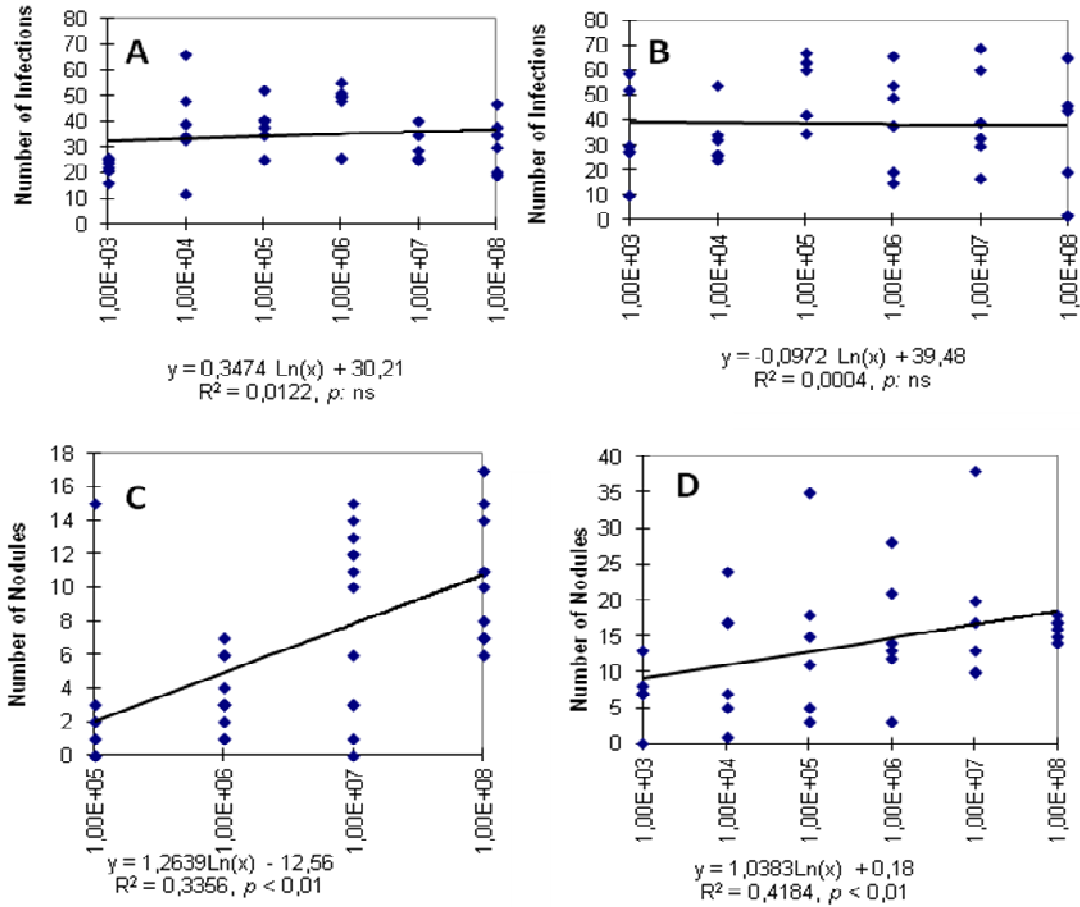 A
Number of Infections
80
70
60
50
40
30
20
10
0
1,00E+03
1,00E+04
1,00E+05
1,00E+06
1,00E+07
1,00E+08
y = 0,3474 Ln(x) + 30,21
R² = 0,0122, p: ns
B
Number of Infections
80
70
60
50
40
30
20
10
0
1,00E+03
1,00E+04
1,00E+05
1,00E+06
1,00E+07
1,00E+08
y = -0,0972 Ln(x) + 39,48
R² = 0,0004, p: ns
C
Number of Nodules
18
16
14
12
10
8
6
4
2
0
1,00E+05
1,00E+06
1,00E+07
1,00E+08
y = 1,2639Ln(x) - 12,56
R² = 0,3356, p < 0,01
D
Number of Nodules
40
35
30
25
20
15
10
5
0
1,00E+03
1,00E+04
1,00E+05
1,00E+06
1,00E+07
1,00E+08
y = 1,0383Ln(x) + 0,18
R² = 0,4184, p < 0,01